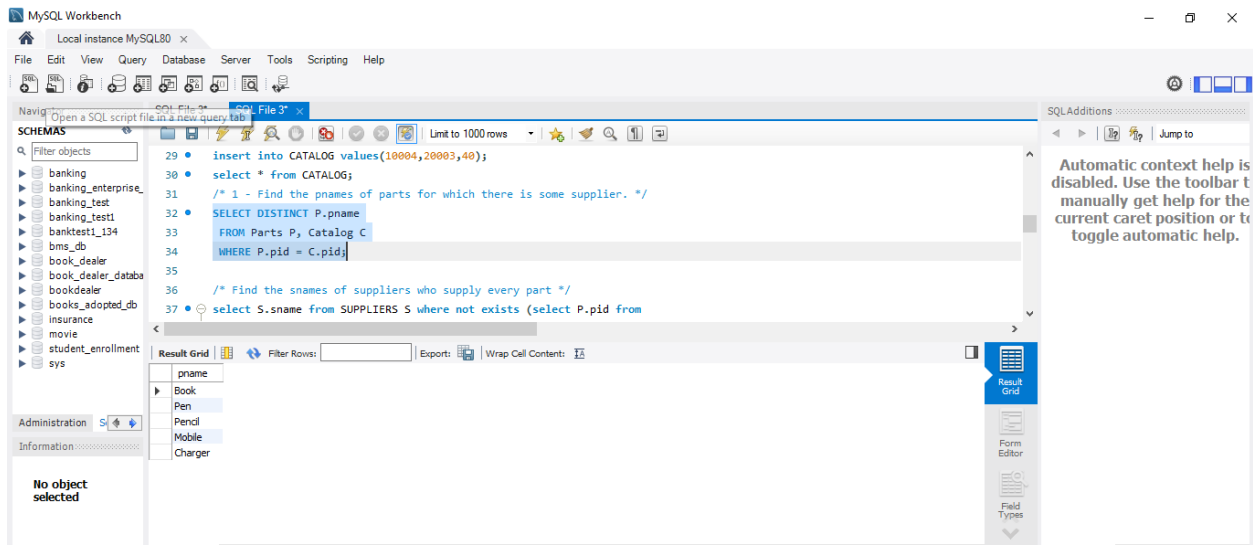 MySQL Workbench
Local instance MySQL80 ×
File Edit View Query Database Server Tools Scripting Help
Navigator
SQL File 3* SQL File 3* ×
Open a SQL script file in a new query tab
SCHEMAS
Filter objects
banking
banking_enterprise_
banking_test
banking_test1
banktest1_134
bms_db
book_dealer
book_dealer_databa
bookdealer
books_adopted_db
insurance
movie
student_enrollment
sys
Administration S
Information
No object
selected
Limit to 1000 rows
29 insert into CATALOG values(10004,20003,40);
30 select * from CATALOG;
31 /* 1 - Find the pnames of parts for which there is some supplier. */
32 SELECT DISTINCT P.pname
33 FROM Parts P, Catalog C
34 WHERE P.pid = C.pid;
35
36 /* Find the snames of suppliers who supply every part */
37 select S.sname from SUPPLIERS S where not exists (select P.pid from
Result Grid Filter Rows: Export: Wrap Cell Content: IA
pname
Book
Pen
Pencil
Mobile
Charger
Result
Grid
Form
Editor
Field
Types
SQLAdditions
Jump to
Automatic context help is
disabled. Use the toolbar t
manually get help for the
current caret position or to
toggle automatic help.